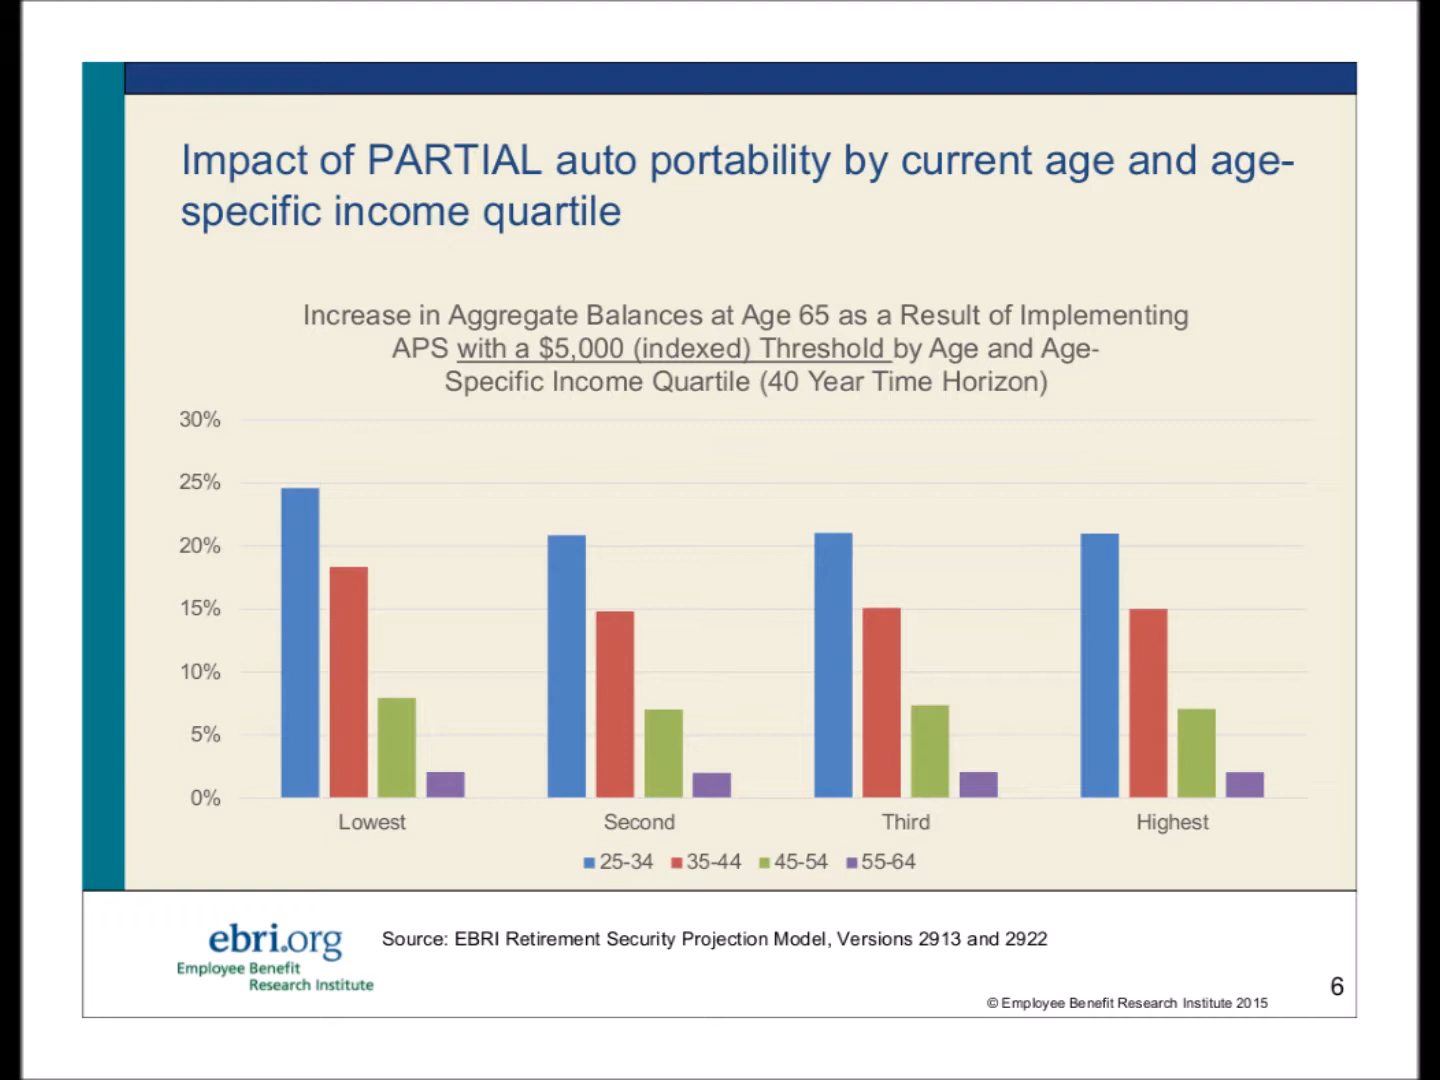 Impact of PARTIAL auto portability by current age and age-
specific income quartile
Increase in Aggregate Balances at Age 65 as a Result of Implementing
APS with a $5,000 (indexed) Threshold by Age and Age-
Specific Income Quartile (40 Year Time Horizon)
30%
25%
20%
15%
10%
5%
0%
Lowest Second Third Highest
25-34 35-44 45-54 55-64
ebri.org
Employee Benefit
Research Institute
Source: EBRI Retirement Security Projection Model, Versions 2913 and 2922
6
© Employee Benefit Research Institute 2015